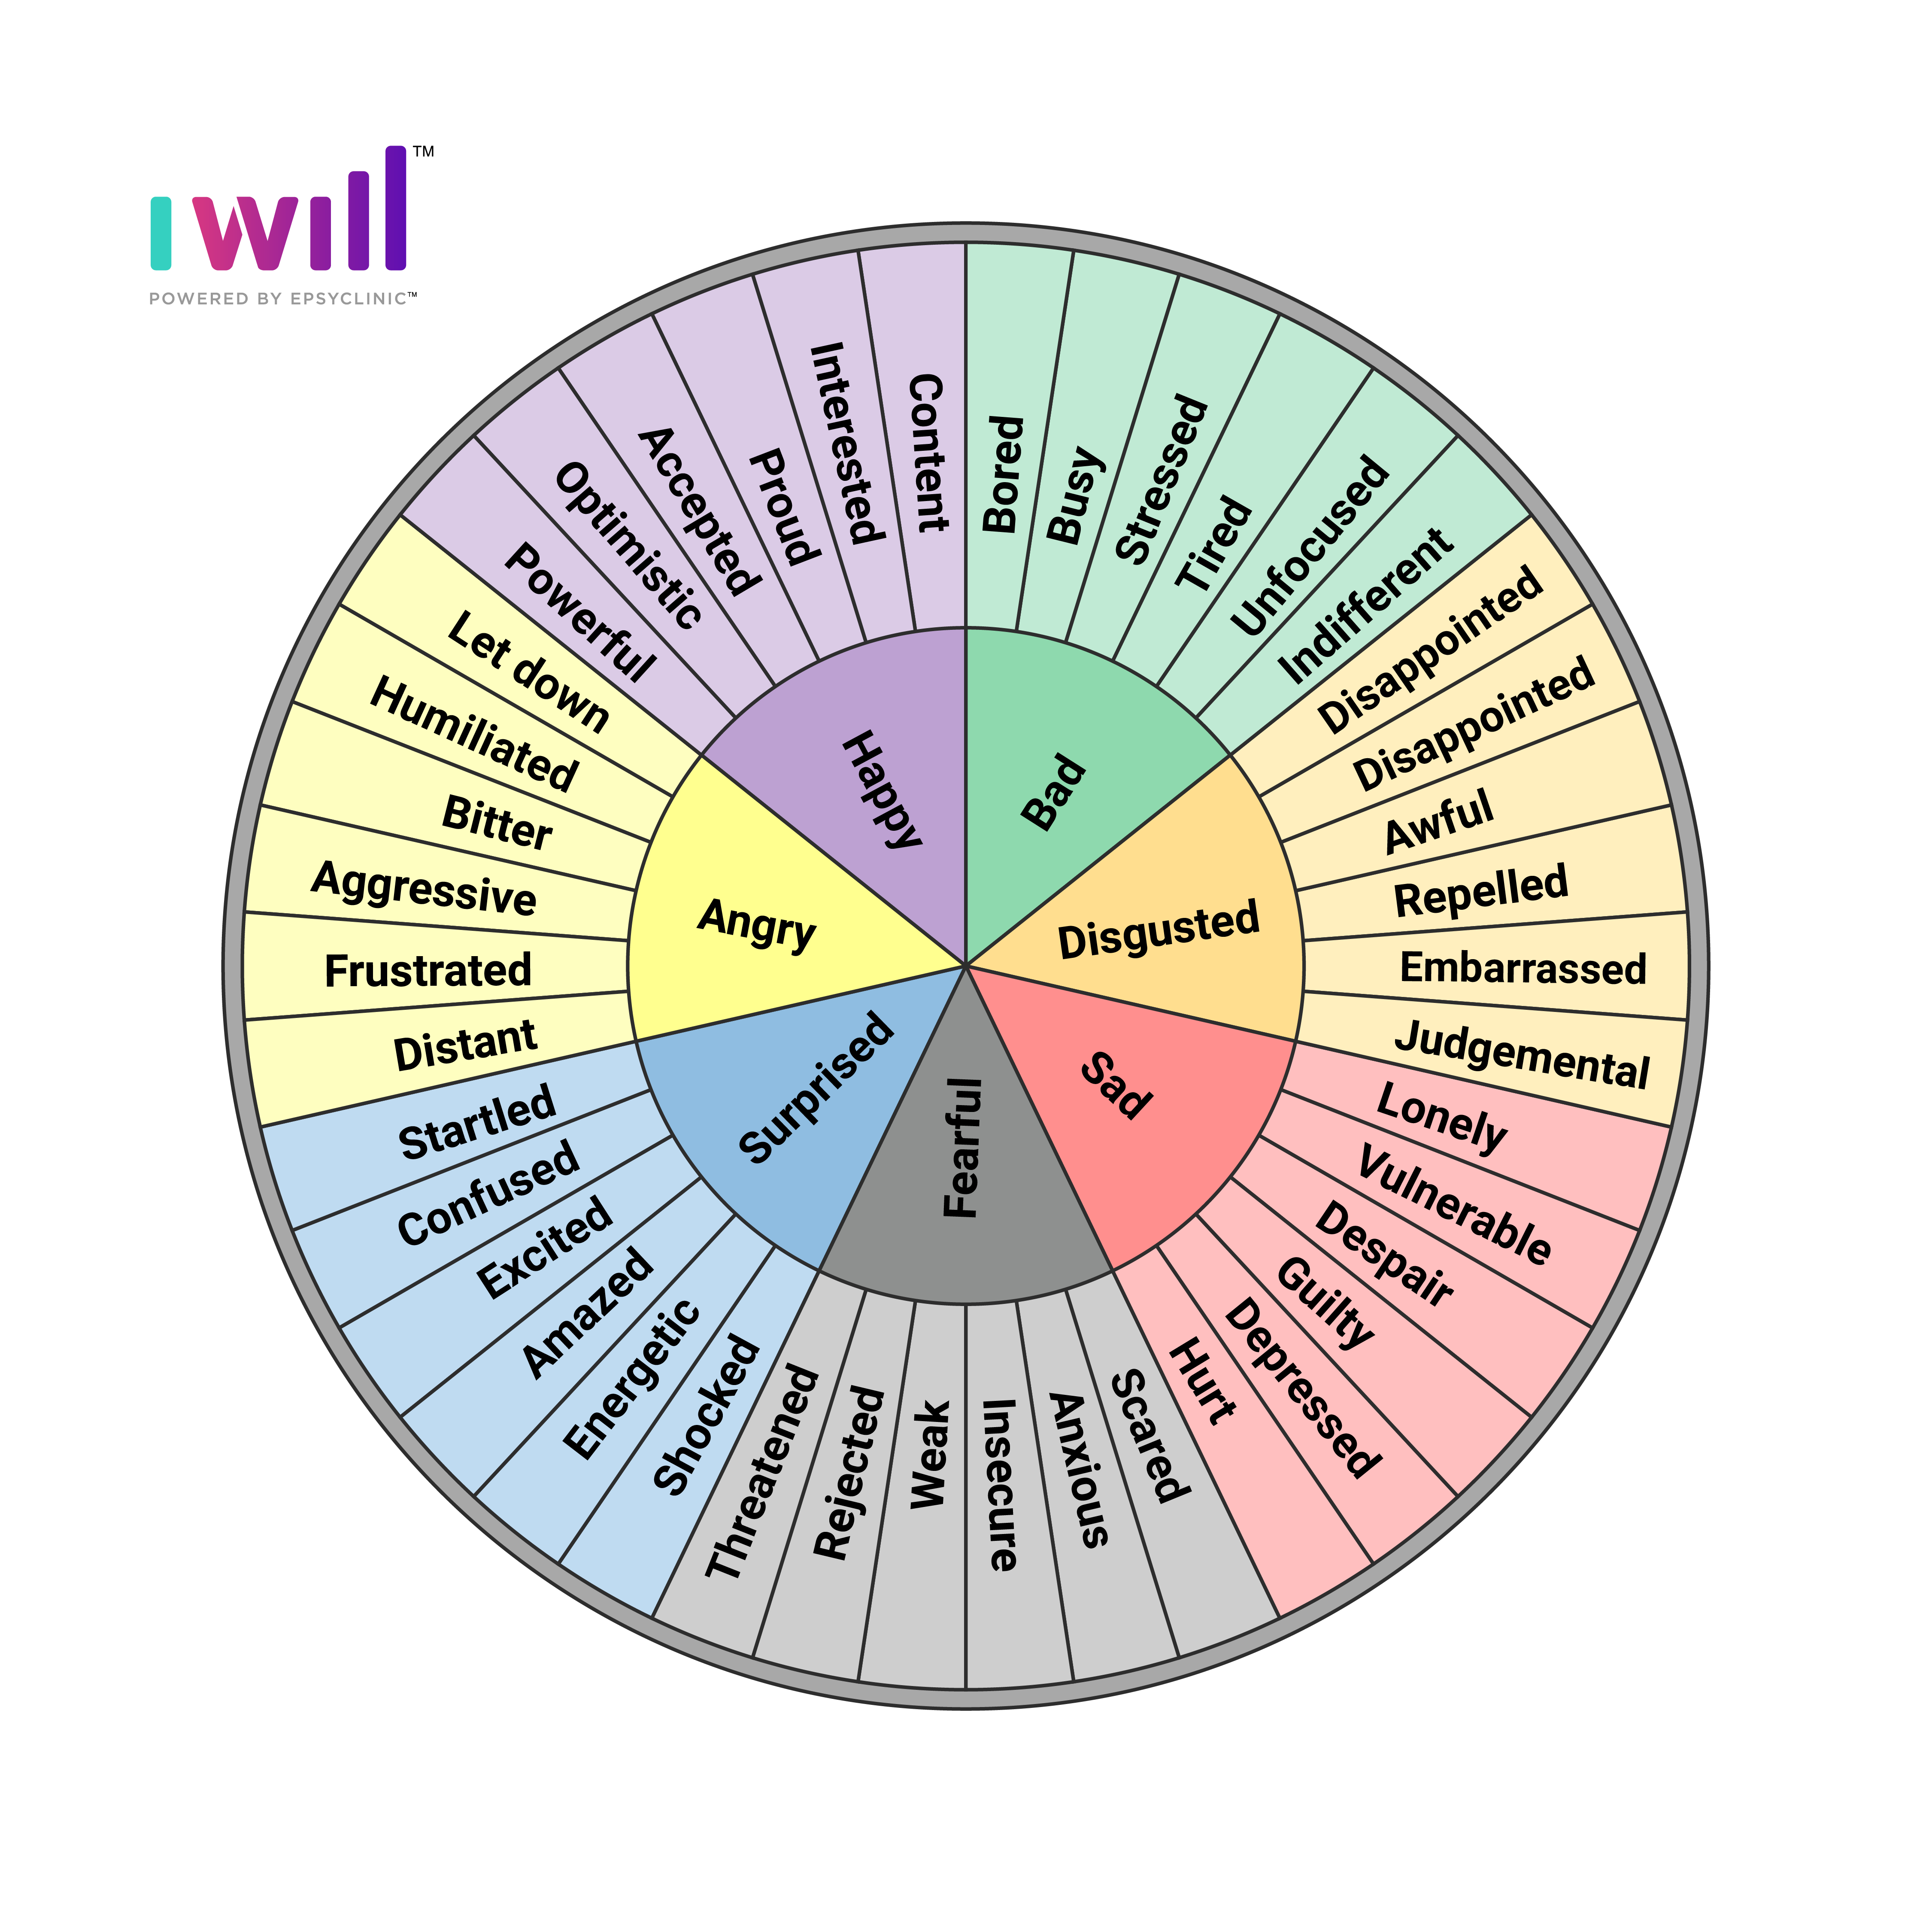 iwill™
POWERED BY EPSYCLINIC™
Happy
Powerful
Optimistic
Accepted
Proud
Interested
Content
Bad
Bored
Busy
Stressed
Tired
Unfocused
Indifferent
Disgusted
Disappointed
Disappointed
Awful
Repelled
Embarrassed
Judgemental
Sad
Lonely
Vulnerable
Despair
Guilty
Depressed
Hurt
Fearful
Scared
Anxious
Insecure
Weak
Rejected
Threatened
Surprised
Shocked
Energetic
Amazed
Excited
Confused
Startled
Angry
Distant
Frustrated
Aggressive
Bitter
Humiliated
Let down